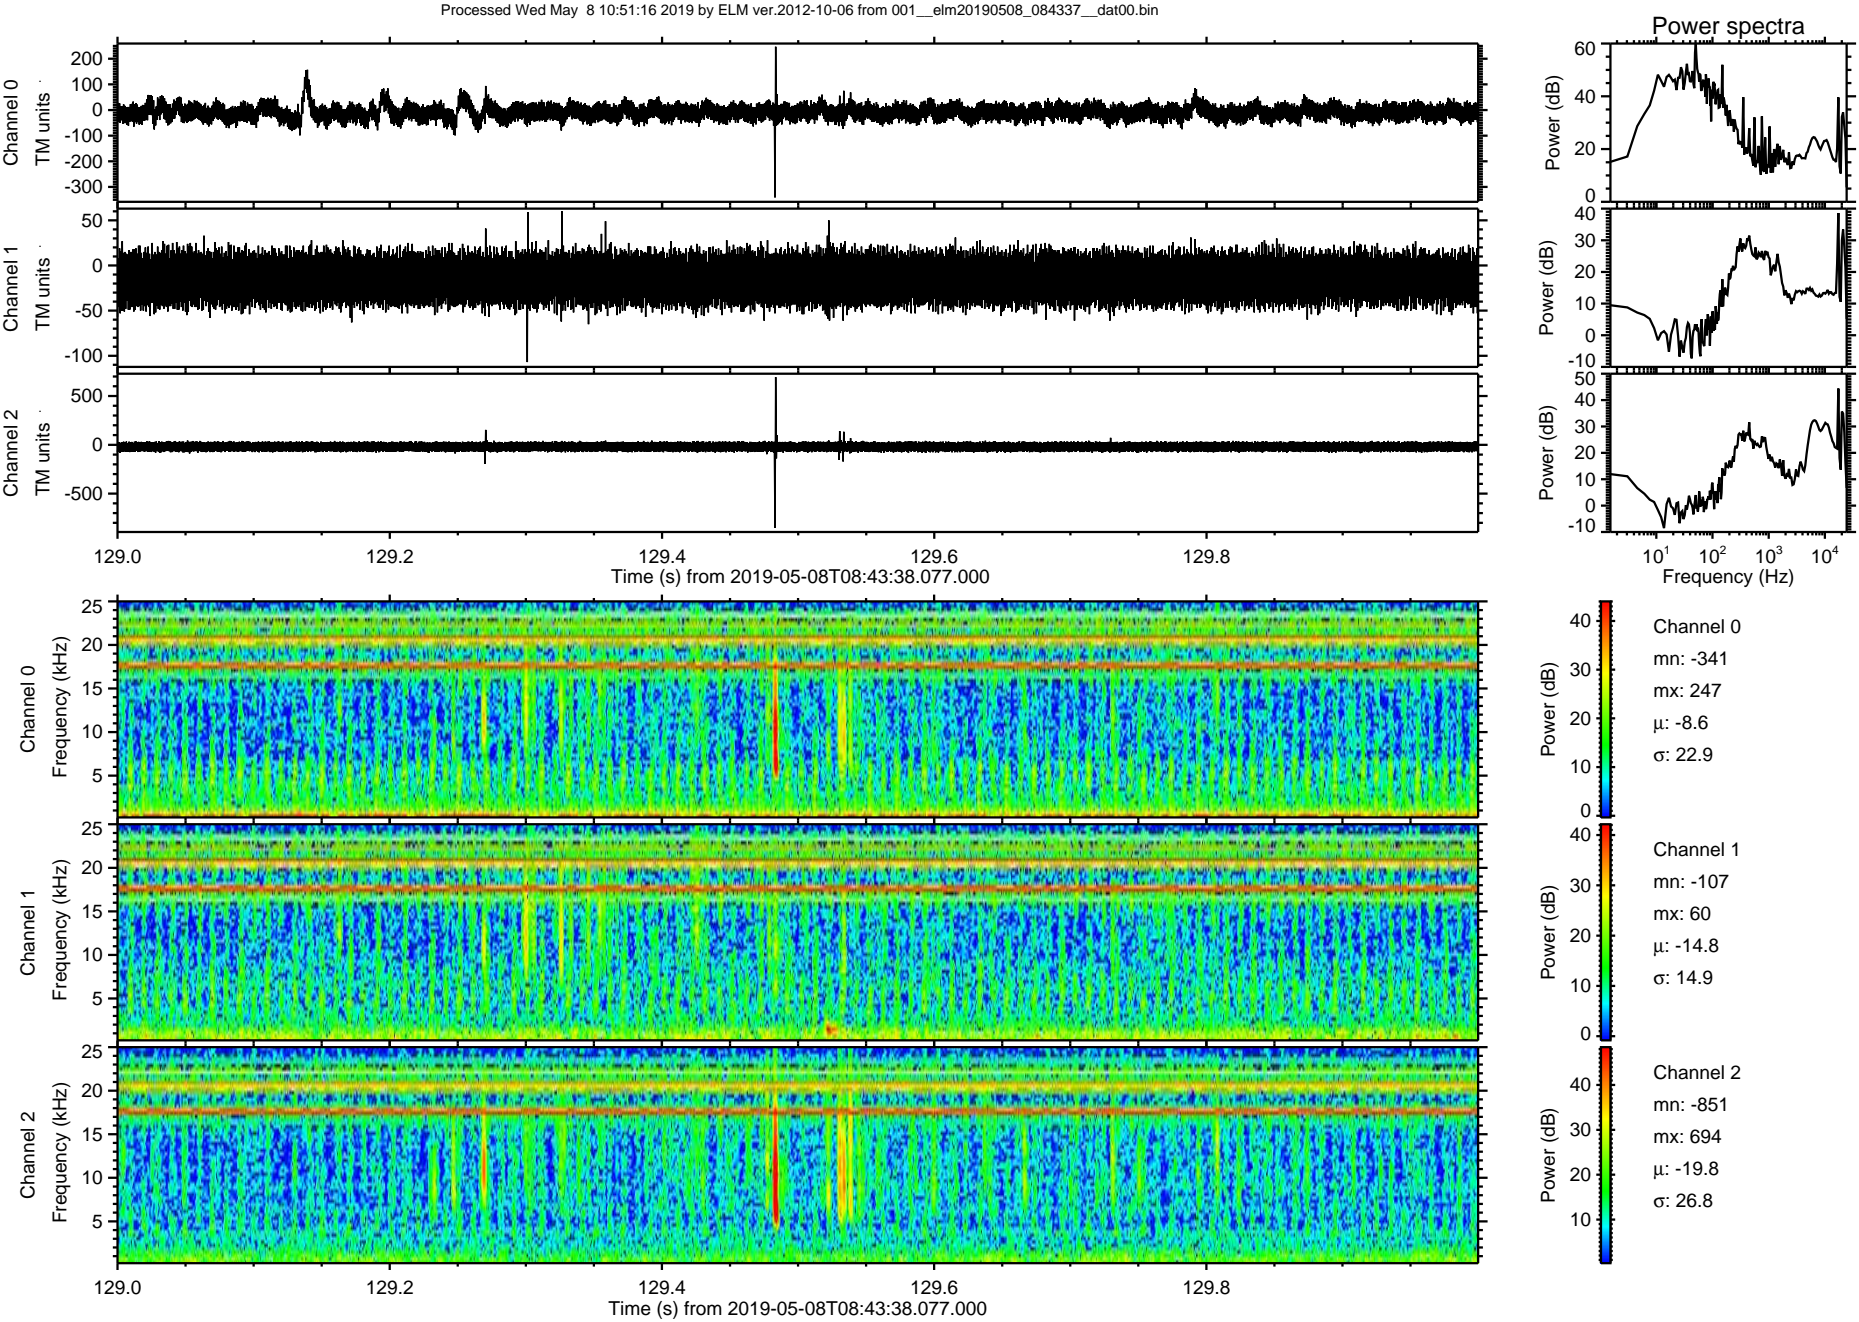 Processed Wed May  8 10:51:16 2019 by ELM ver.2012-10-06 from 001__elm20190508_084337__dat00.bin
Power spectra
Channel 0
TM units
200
100
0
-100
-200
-300
Power (dB)
60
40
20
0
Channel 1
TM units
50
0
-50
-100
Power (dB)
40
30
20
10
0
-10
Channel 2
TM units
500
0
-500
Power (dB)
50
40
30
20
10
0
-10
129.0 129.2 129.4 129.6 129.8
Time (s) from 2019-05-08T08:43:38.077.000
10¹ 10² 10³ 10⁴
Frequency (Hz)
Channel 0
Frequency (kHz)
25
20
15
10
5
Power (dB)
40
30
20
10
0
Channel 0
mn: -341
mx: 247
μ: -8.6
σ: 22.9
Channel 1
Frequency (kHz)
25
20
15
10
5
Power (dB)
40
30
20
10
0
Channel 1
mn: -107
mx: 60
μ: -14.8
σ: 14.9
Channel 2
Frequency (kHz)
25
20
15
10
5
Power (dB)
40
30
20
10
Channel 2
mn: -851
mx: 694
μ: -19.8
σ: 26.8
129.0 129.2 129.4 129.6 129.8
Time (s) from 2019-05-08T08:43:38.077.000